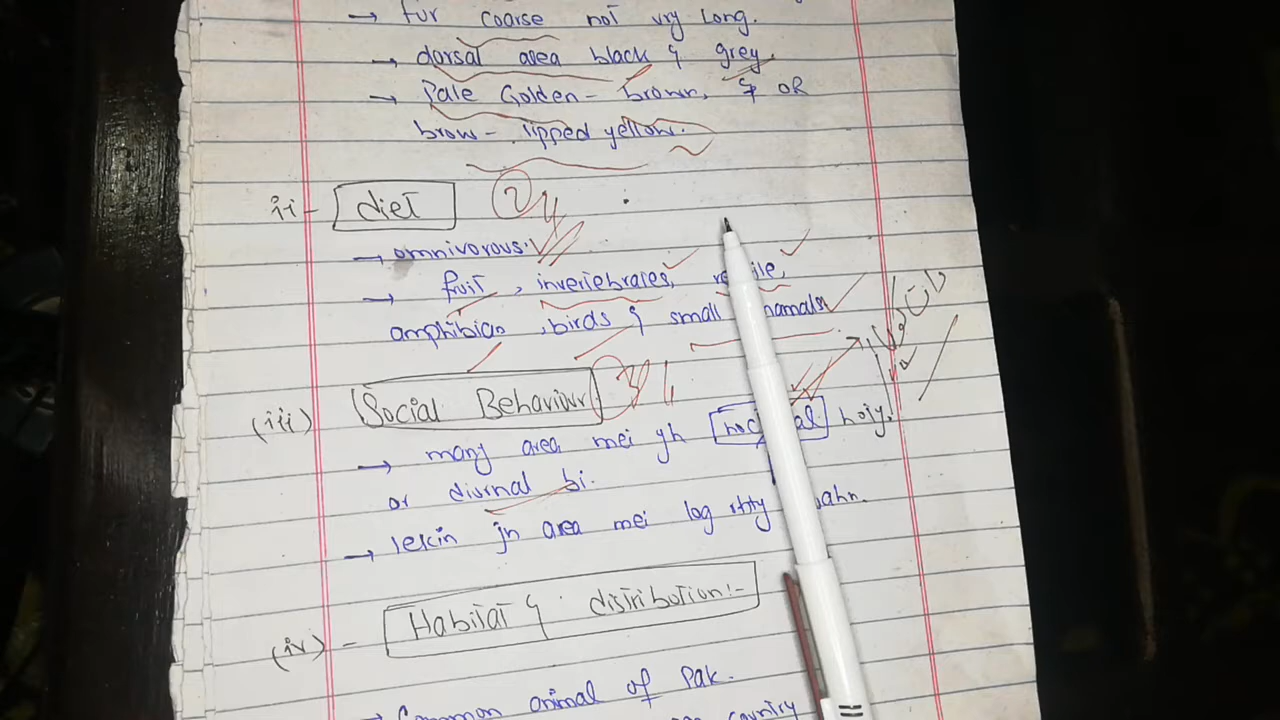 → fur coarse not vry long.
→ dorsal area black & grey.
→ Pale Golden - brown, & OR
brow - tipped yellow.
ii - Diet
→ omnivorous.
→ fruit, invertebrates,
amphibian, birds & small
(iii) Social Behaviour
→ many area mei yh hoty,
or diurnal bi.
→ lekin jn area mei log rhty
(iv) - Habitat & distribution:-
→ Common animal of Pak.
country